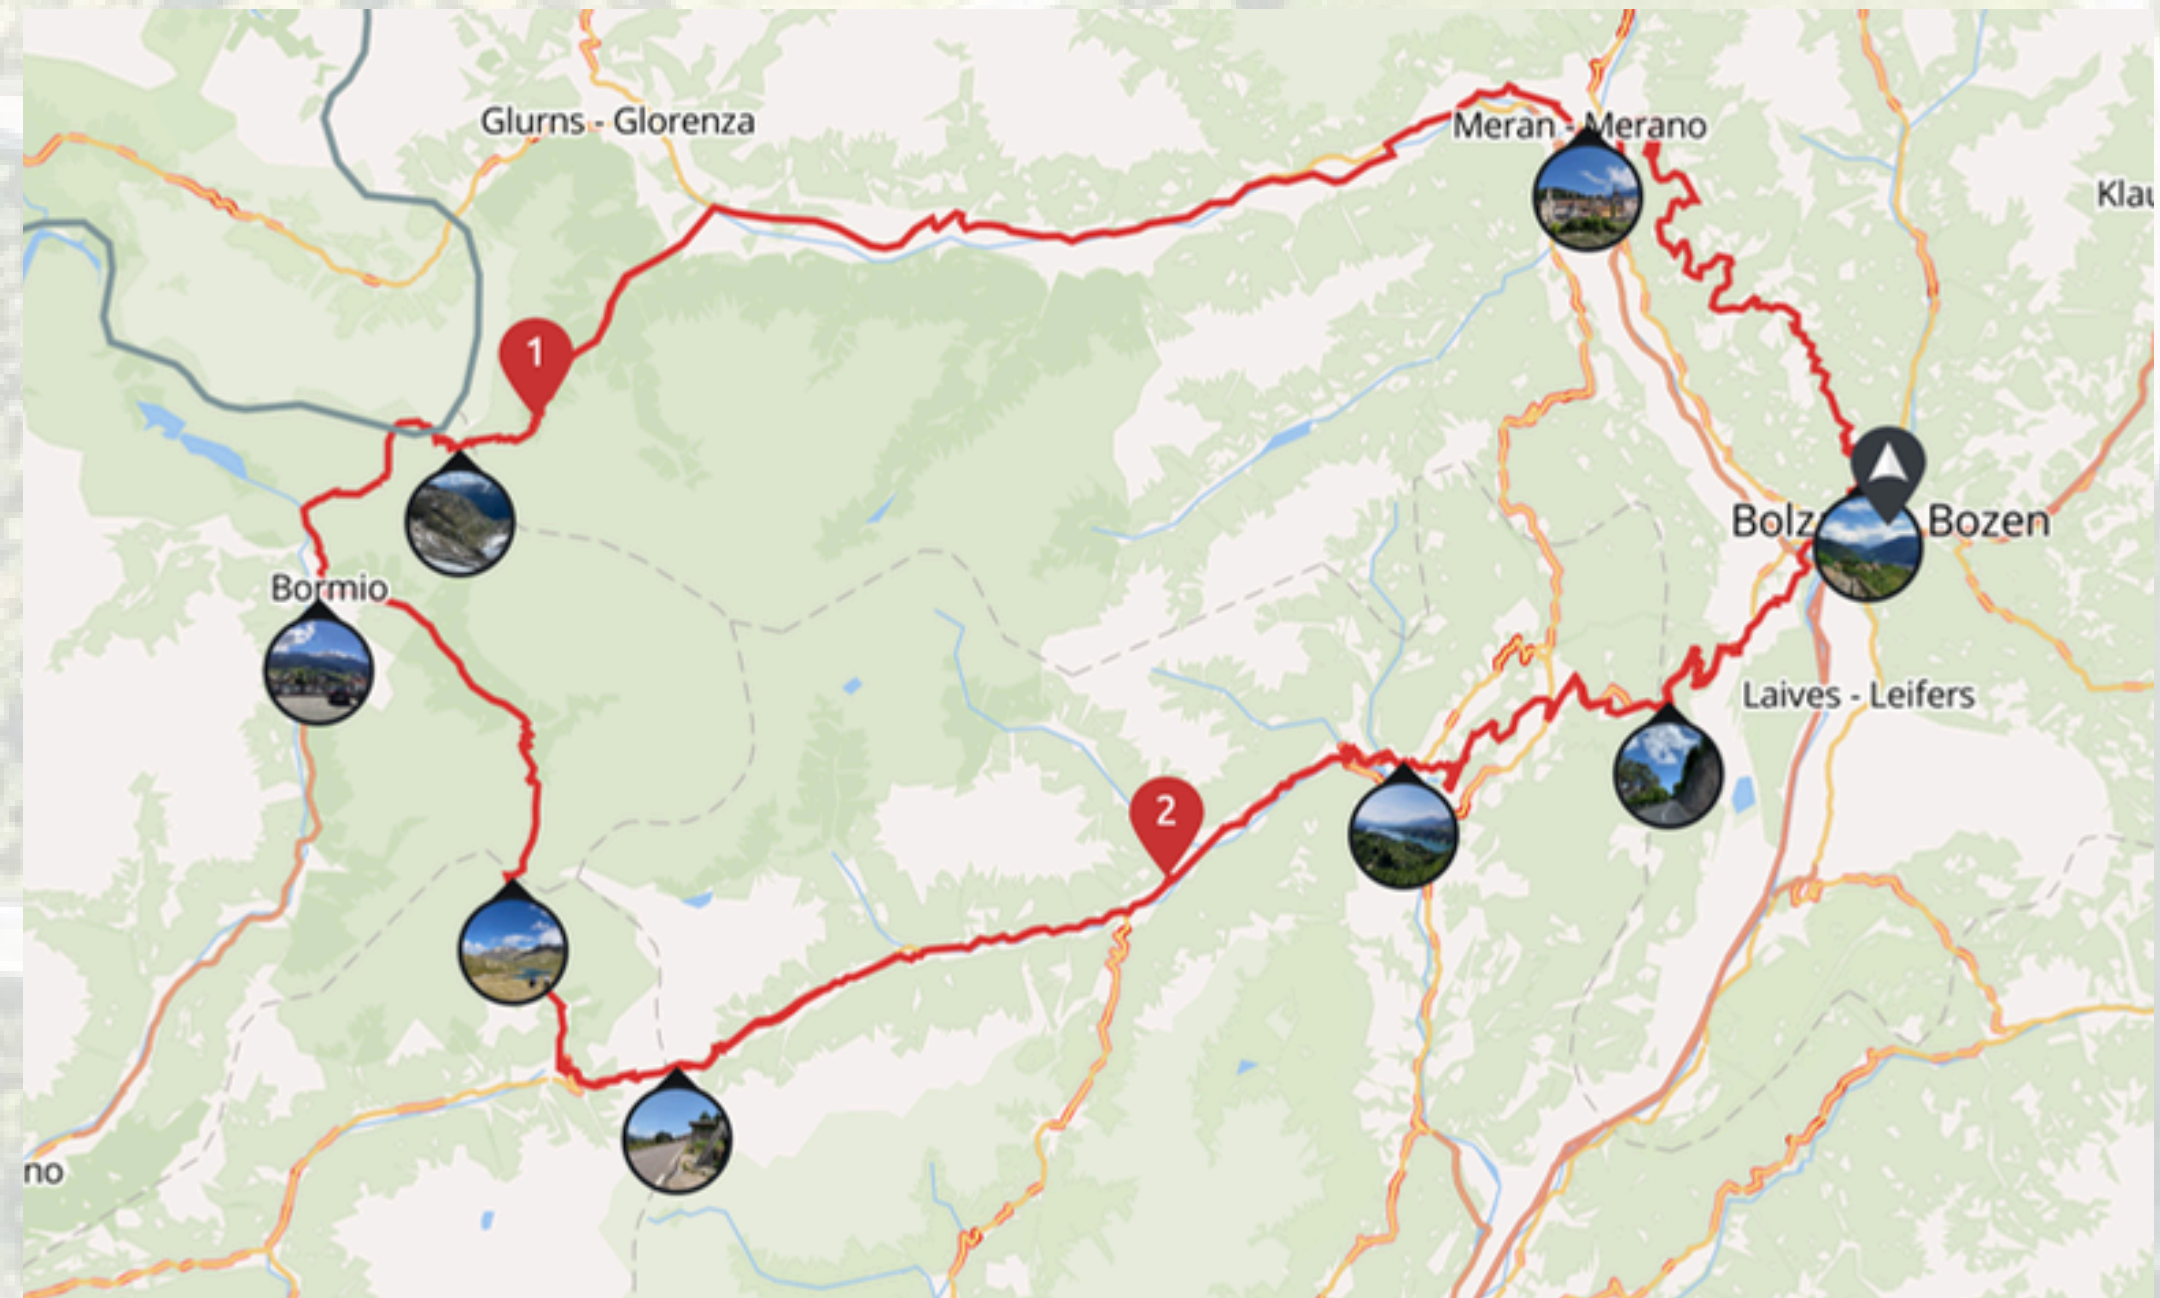 Glurns - Glorenza
Meran - Merano
Klau
1
Bolz
Bozen
Bormio
Laives - Leifers
2
no